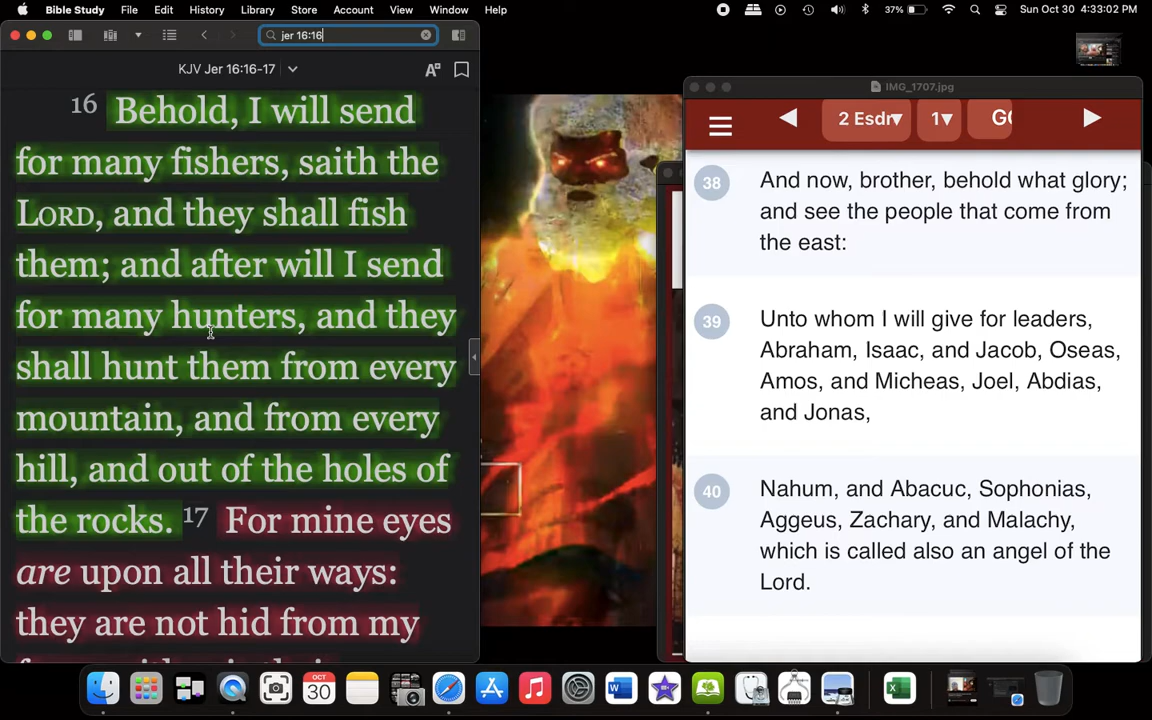 Bible Study File Edit History Library Store Account View Window Help 37% Sun Oct 30 4:33:02 PM
jer 16:16
KJV Jer 16:16-17
16 Behold, I will send
for many fishers, saith the
LORD, and they shall fish
them; and after will I send
for many hunters, and they
shall hunt them from every
mountain, and from every
hill, and out of the holes of
the rocks. 17 For mine eyes
are upon all their ways:
they are not hid from my
IMG_1707.jpg
2 Esdr 1
38 And now, brother, behold what glory;
and see the people that come from
the east:
39 Unto whom I will give for leaders,
Abraham, Isaac, and Jacob, Oseas,
Amos, and Micheas, Joel, Abdias,
and Jonas,
40 Nahum, and Abacuc, Sophonias,
Aggeus, Zachary, and Malachy,
which is called also an angel of the
Lord.
OCT
30